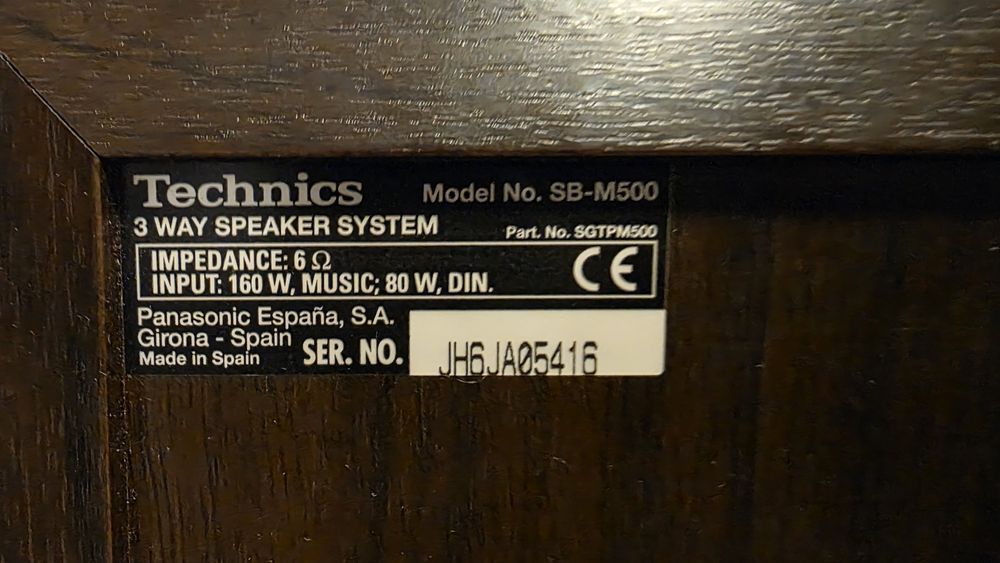 Technics Model No. SB-M500
3 WAY SPEAKER SYSTEM Part. No. SGTPM500
IMPEDANCE: 6 Ω
INPUT: 160 W, MUSIC; 80 W, DIN.
CE
Panasonic España, S.A.
Girona - Spain
Made in Spain
SER. NO. JH6JA05416